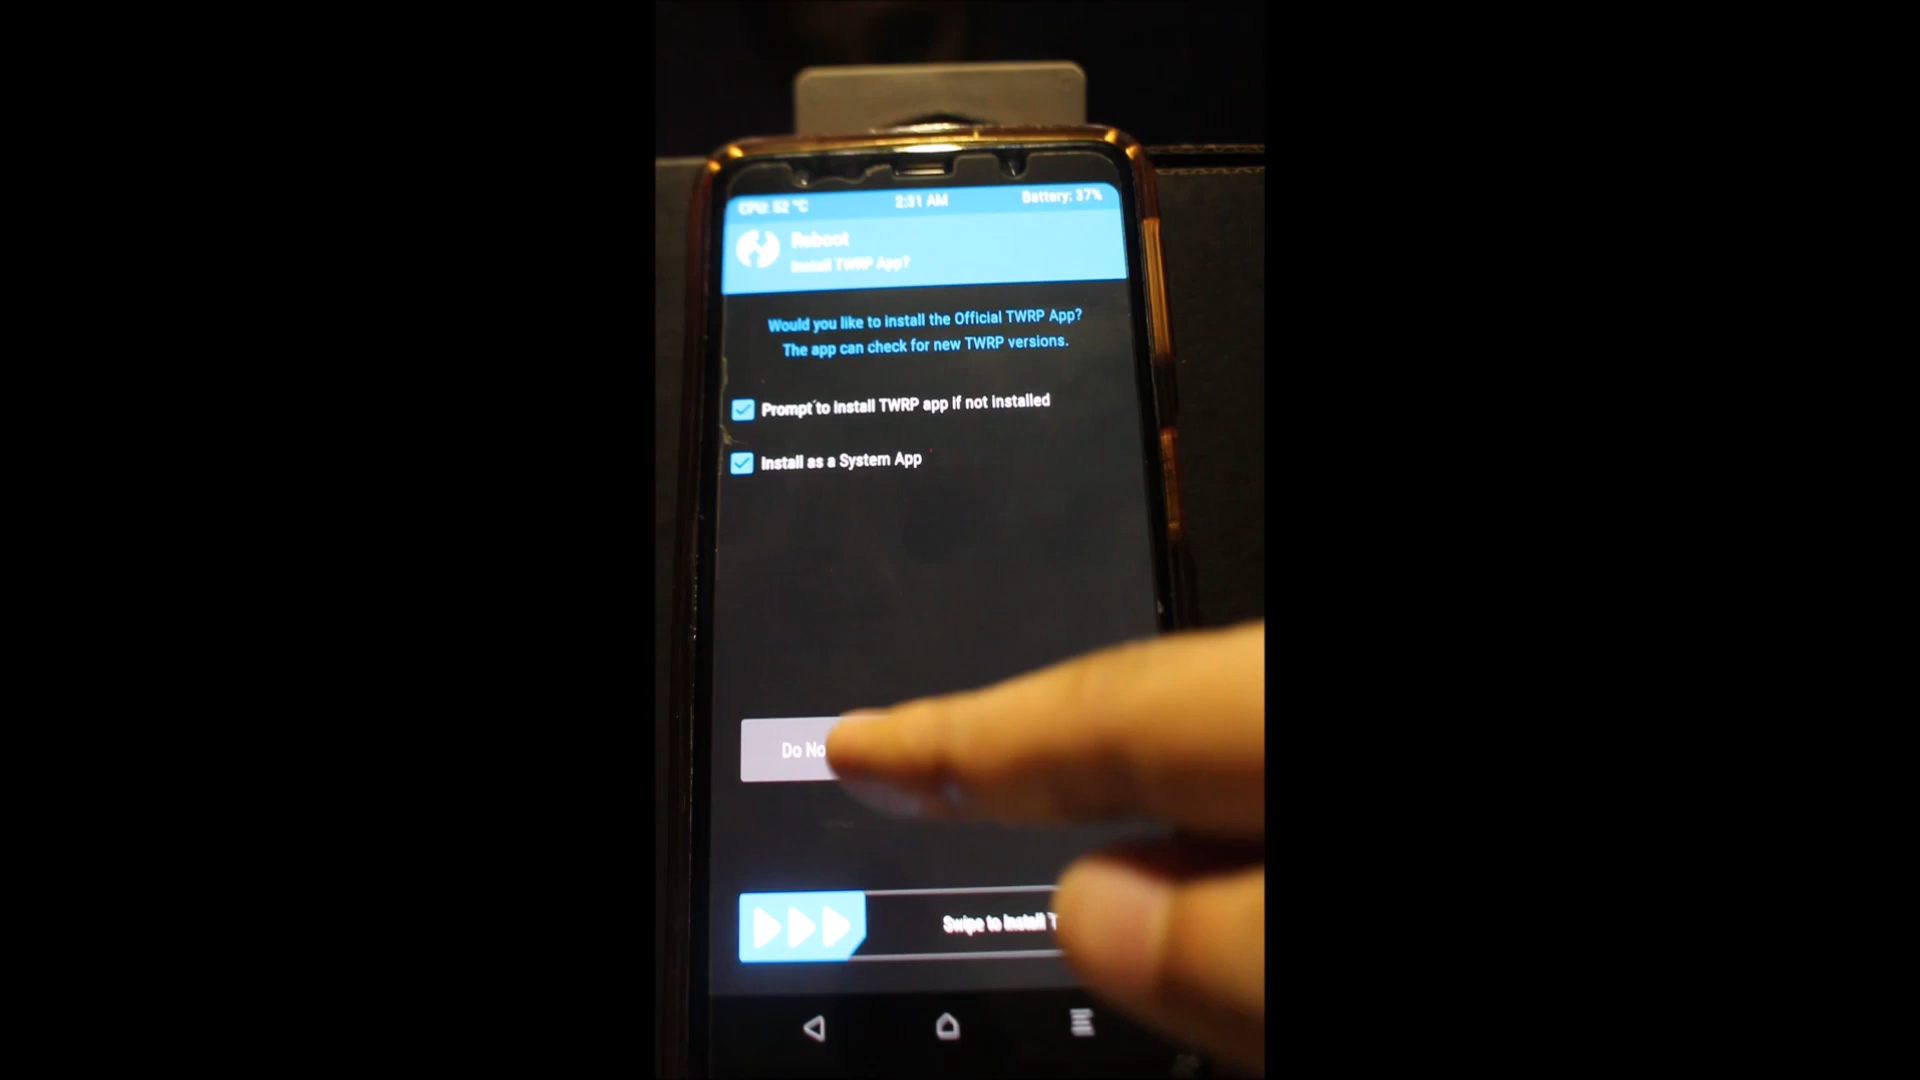 CPU: 52 °C
2:31 AM
Battery: 37%
Reboot
Install TWRP App?
Would you like to install the Official TWRP App?
The app can check for new TWRP versions.
Prompt to install TWRP app if not installed
Install as a System App
Do No
Swipe to Install T